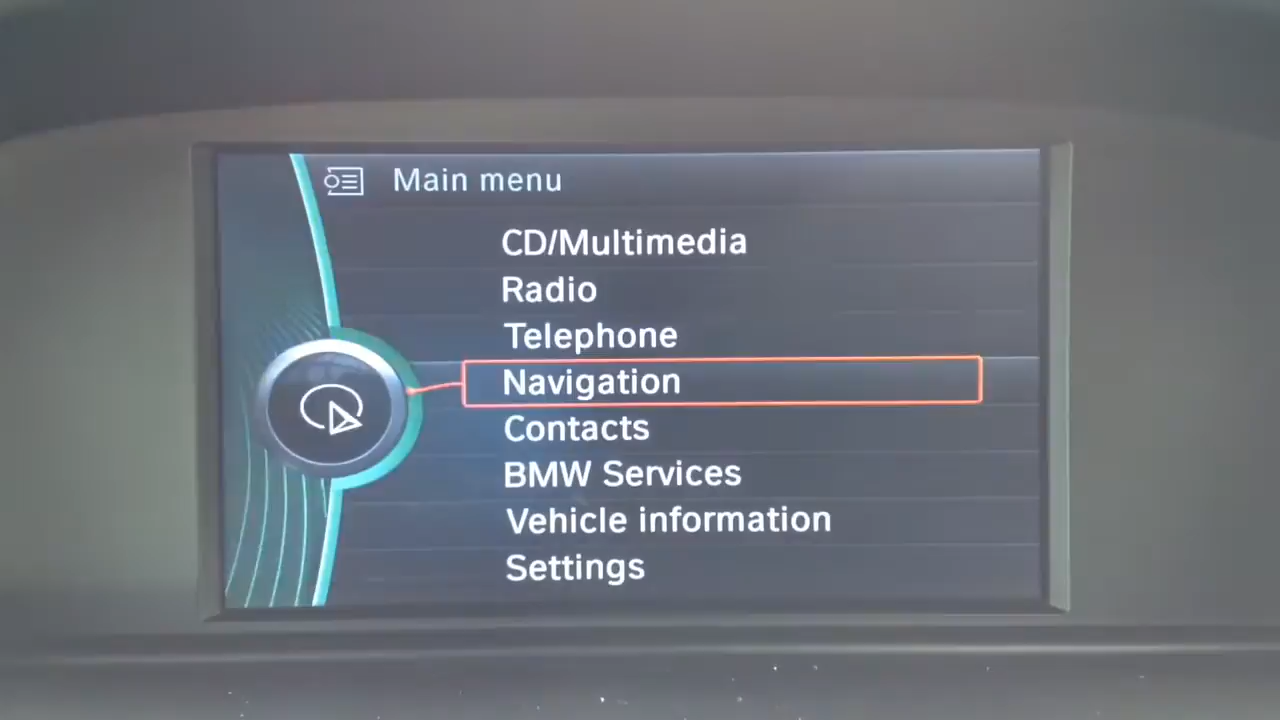 Main menu
CD/Multimedia
Radio
Telephone
Navigation
Contacts
BMW Services
Vehicle information
Settings